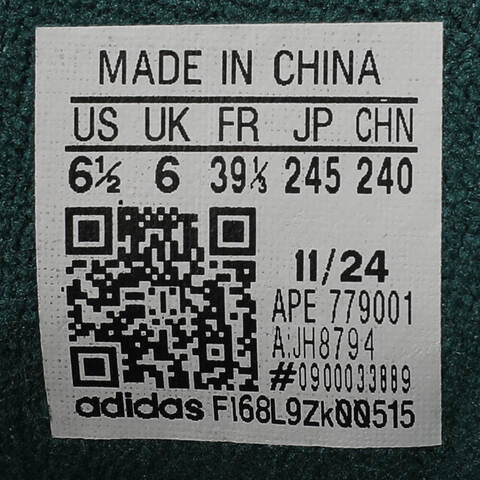 MADE IN CHINA
US UK FR JP CHN
6½ 6 39⅓ 245 240
11/24
APE 779001
A:JH8794
#0900033889
adidas FI68L9ZkQQ515